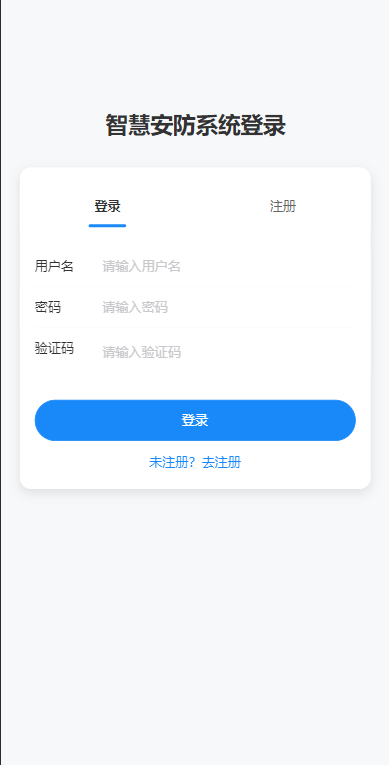 智慧安防系统登录
登录 注册
用户名 请输入用户名
密码 请输入密码
验证码 请输入验证码
登录
未注册？去注册